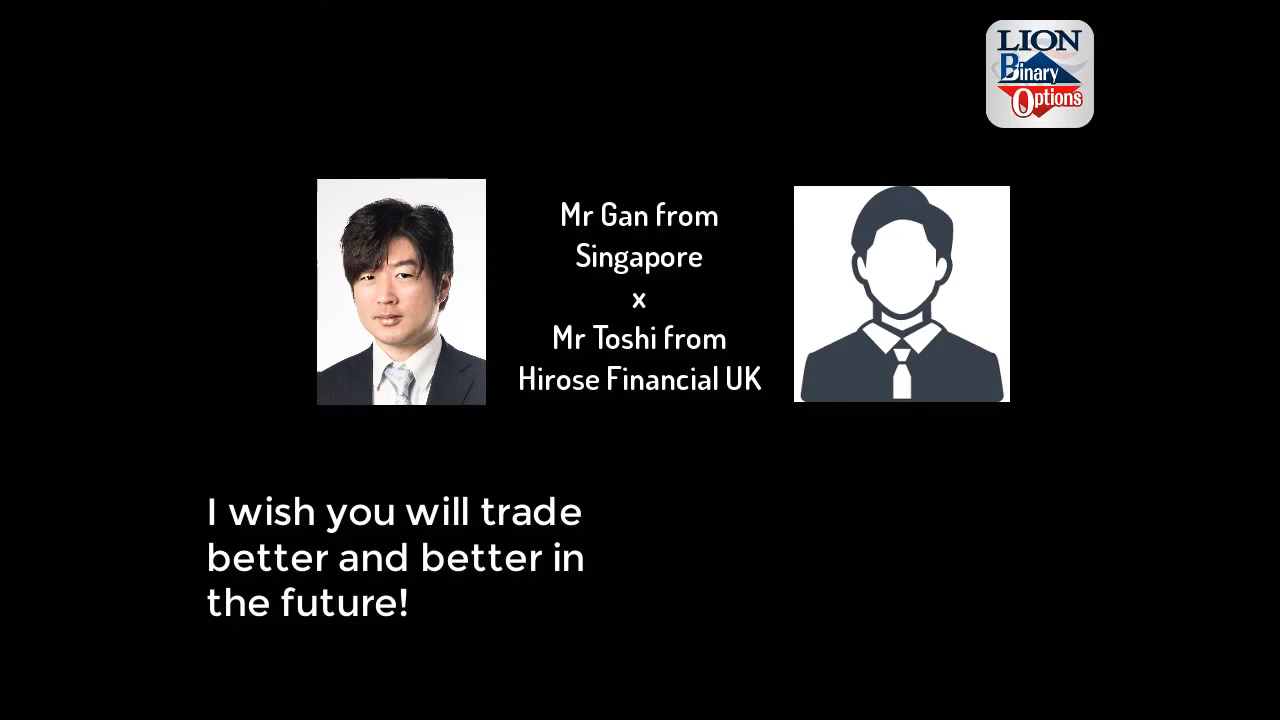 LION
Binary
Options
Mr Gan from
Singapore
x
Mr Toshi from
Hirose Financial UK
I wish you will trade
better and better in
the future!